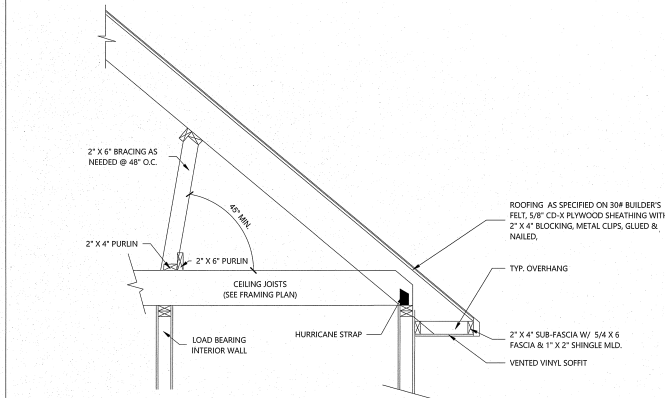 2" X 6" BRACING AS
NEEDED @ 48" O.C.
45° MIN.
ROOFING AS SPECIFIED ON 30# BUILDER'S
FELT, 5/8" CD-X PLYWOOD SHEATHING WITH
2" X 4" BLOCKING, METAL CLIPS, GLUED &
NAILED,
2" X 4" PURLIN
2" X 6" PURLIN
TYP. OVERHANG
CEILING JOISTS
(SEE FRAMING PLAN)
HURRICANE STRAP
2" X 4" SUB-FASCIA W/ 5/4 X 6
FASCIA & 1" X 2" SHINGLE MLD.
LOAD BEARING
INTERIOR WALL
VENTED VINYL SOFFIT